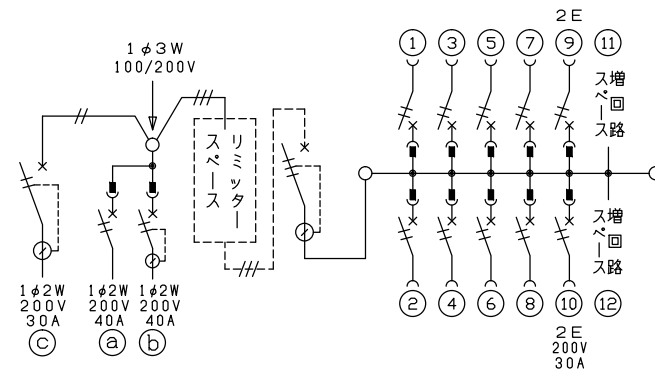 1φ3W
100/200V
リミッター
スペース
1φ2W
200V
30A
c
1φ2W
200V
40A
a
1φ2W
200V
40A
b
2E
1
3
5
7
9
11
増回路
スペース
増回路
スペース
2
4
6
8
10
12
2E
200V
30A